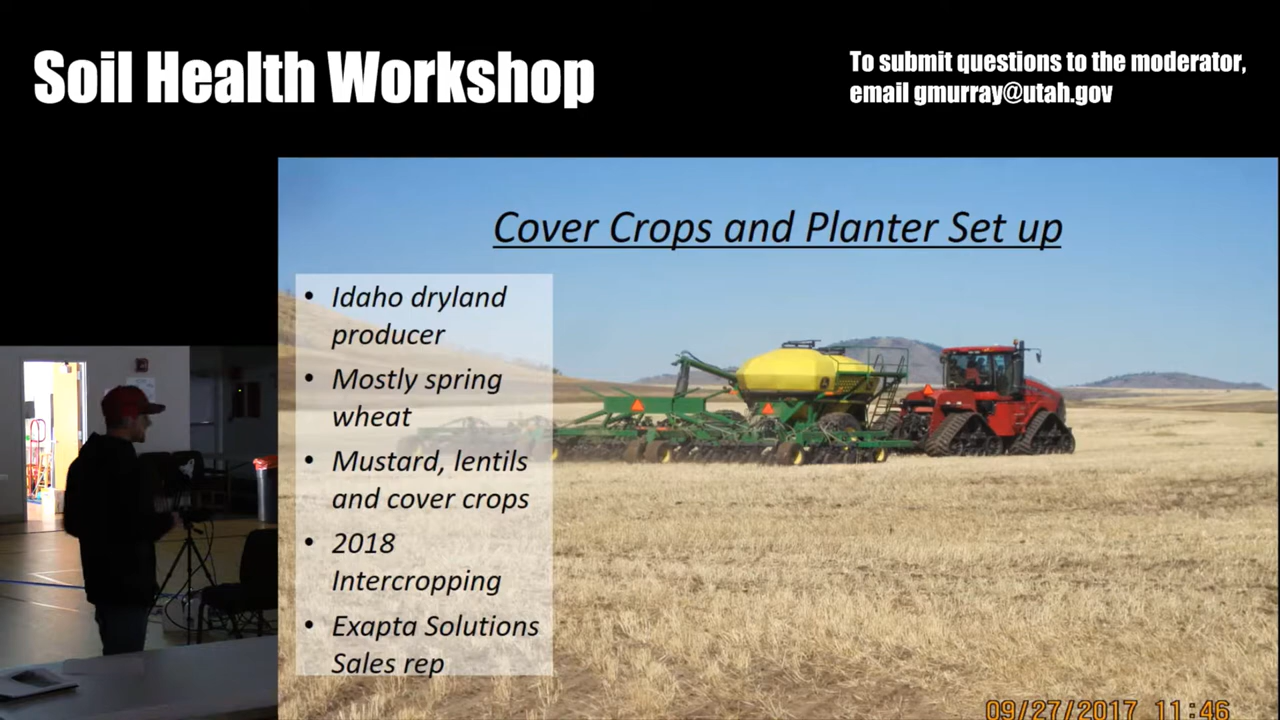 Soil Health Workshop
To submit questions to the moderator,
email gmurray@utah.gov
Cover Crops and Planter Set up
• Idaho dryland
producer
• Mostly spring
wheat
• Mustard, lentils
and cover crops
• 2018
Intercropping
• Exapta Solutions
Sales rep
09/27/2017 11:46